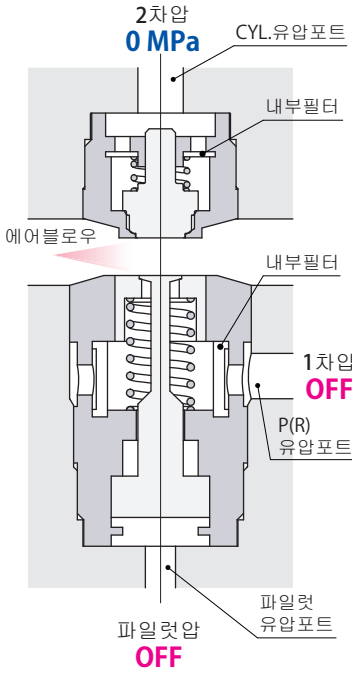 2차압
0 MPa
CYL.유압포트
내부필터
에어블로우
내부필터
1차압
OFF
P(R)
유압포트
파일럿
유압포트
파일럿압
OFF